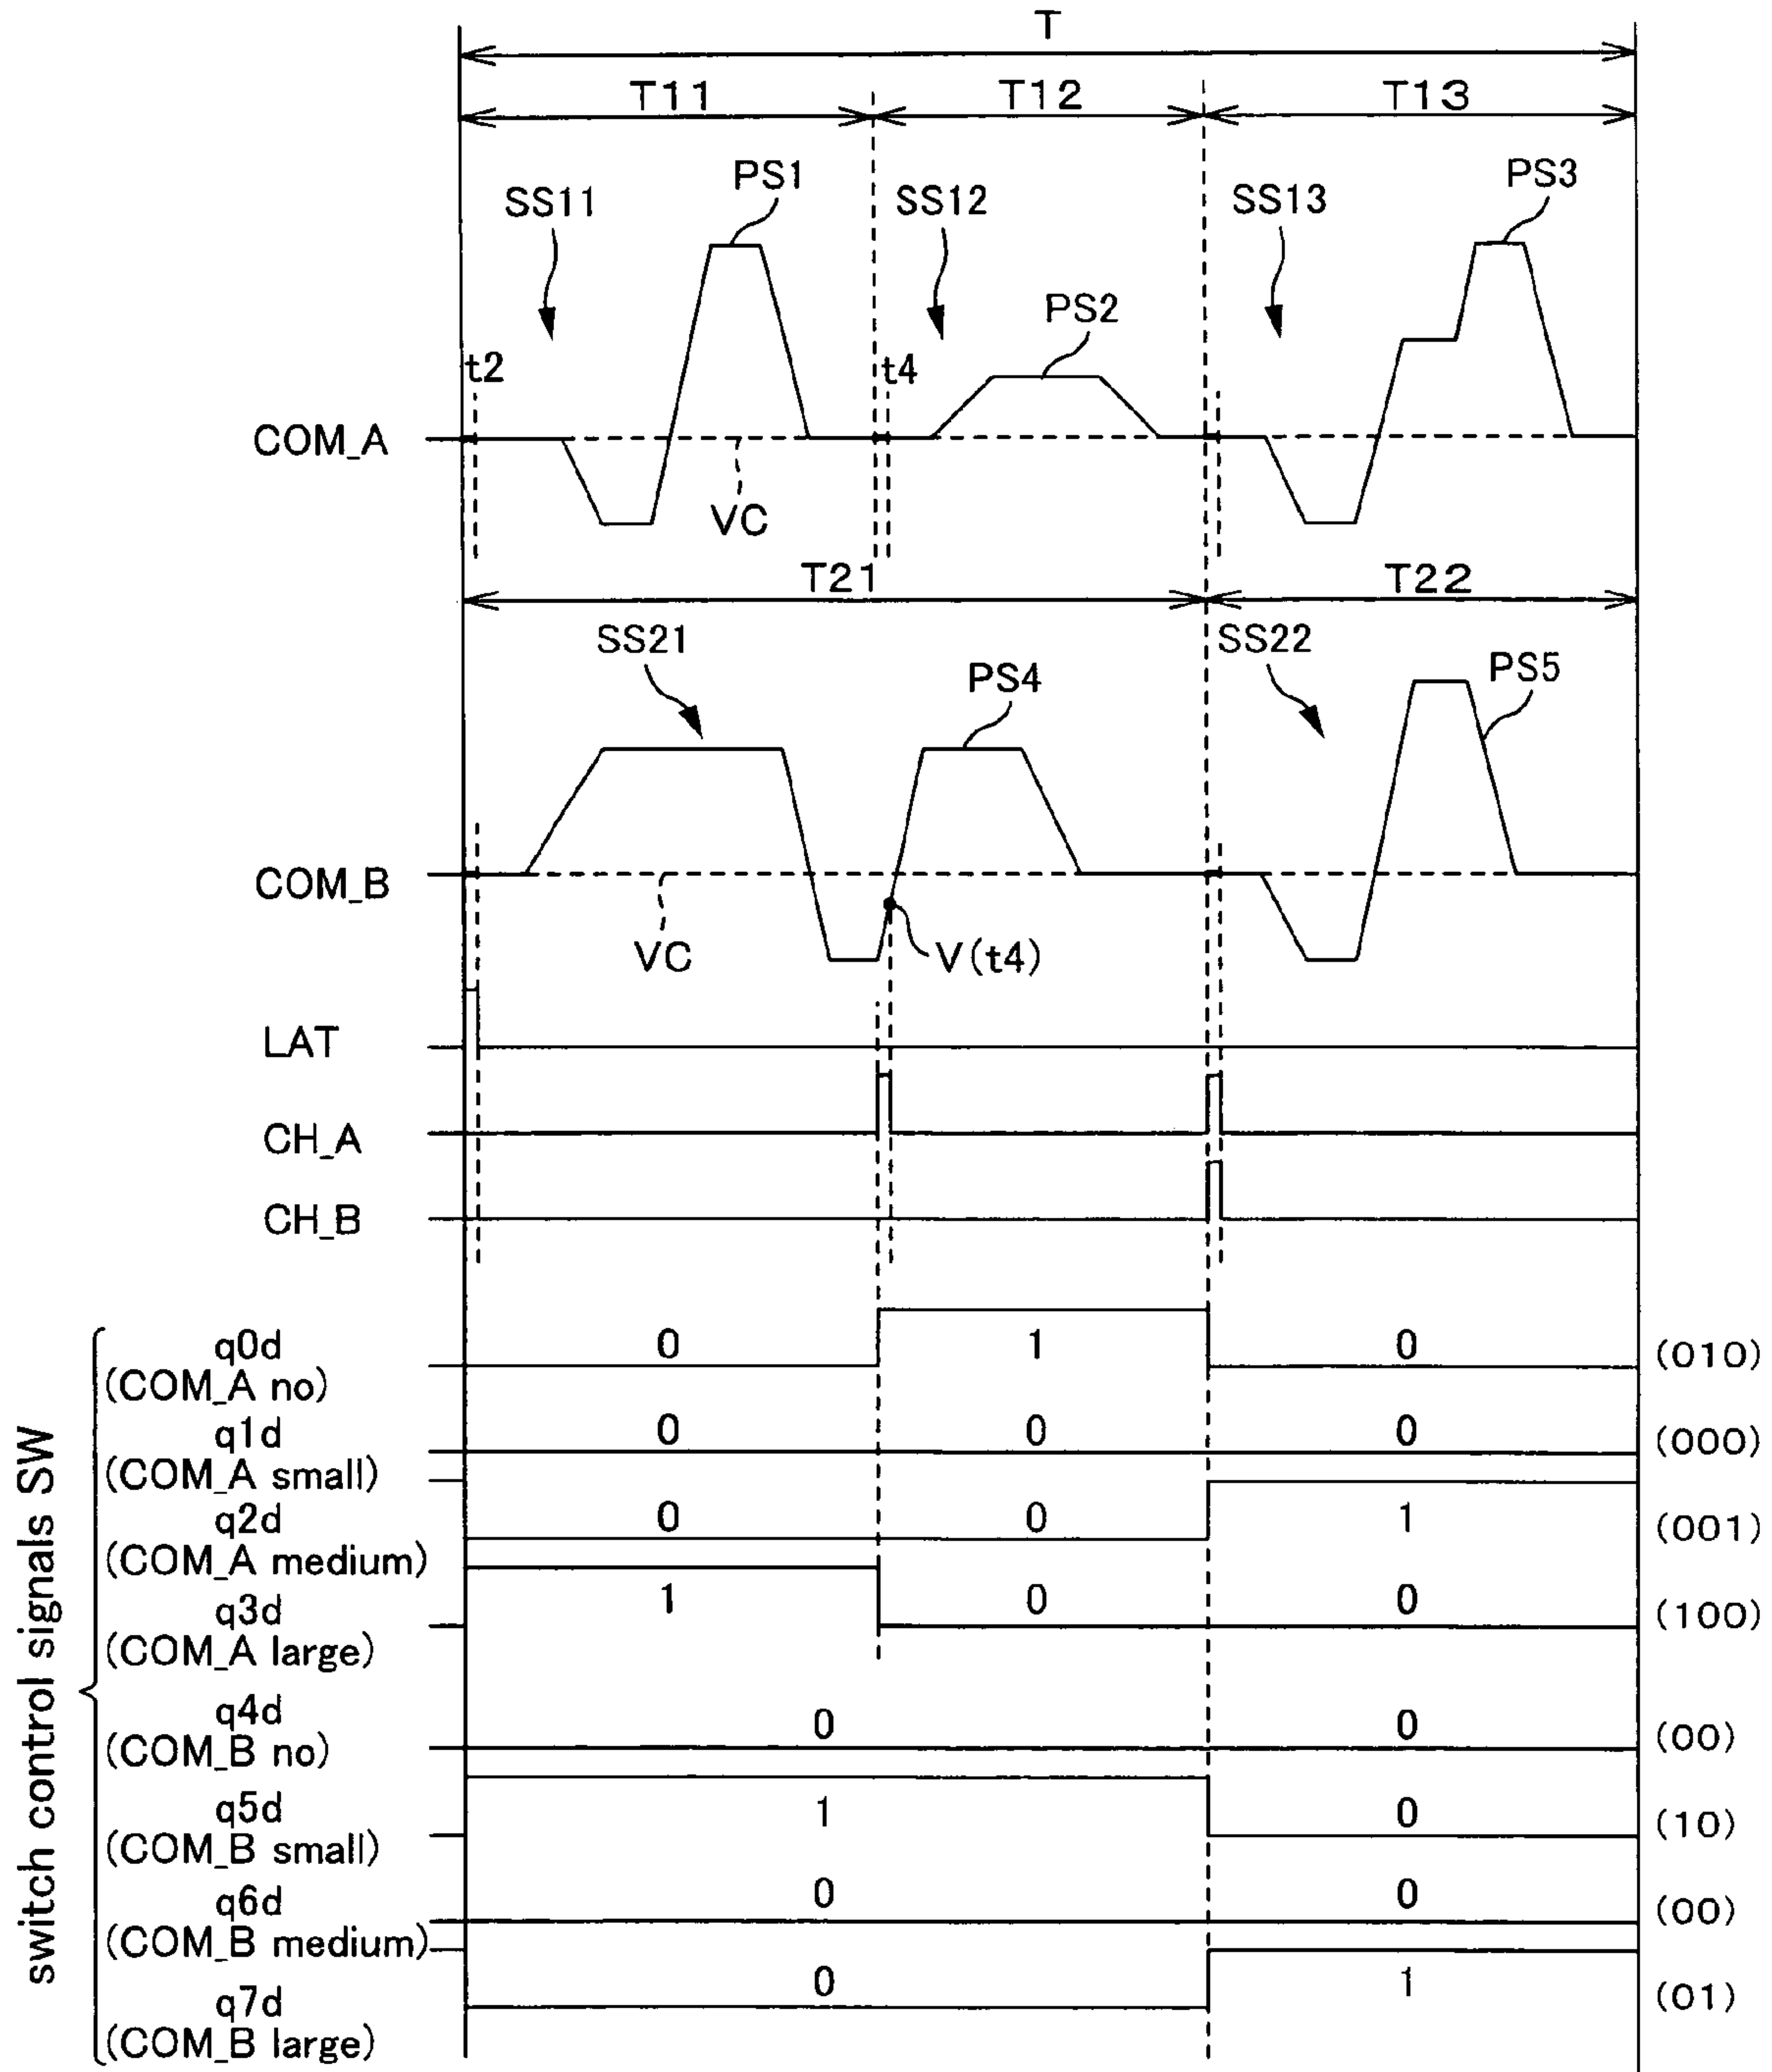 T
T11 T12 T13
SS11 PS1 SS12 PS2 SS13 PS3
t2 t4
COM_A
VC
T21 T22
SS21 PS4 SS22 PS5
COM_B
VC V(t4)
LAT
CH_A
CH_B
switch control signals SW
q0d 0 1 0 (010)
(COM_A no)
q1d 0 0 0 (000)
(COM_A small)
q2d 0 0 1 (001)
(COM_A medium)
q3d 1 0 0 (100)
(COM_A large)
q4d 0 0 (00)
(COM_B no)
q5d 1 0 (10)
(COM_B small)
q6d 0 0 (00)
(COM_B medium)
q7d 0 1 (01)
(COM_B large)